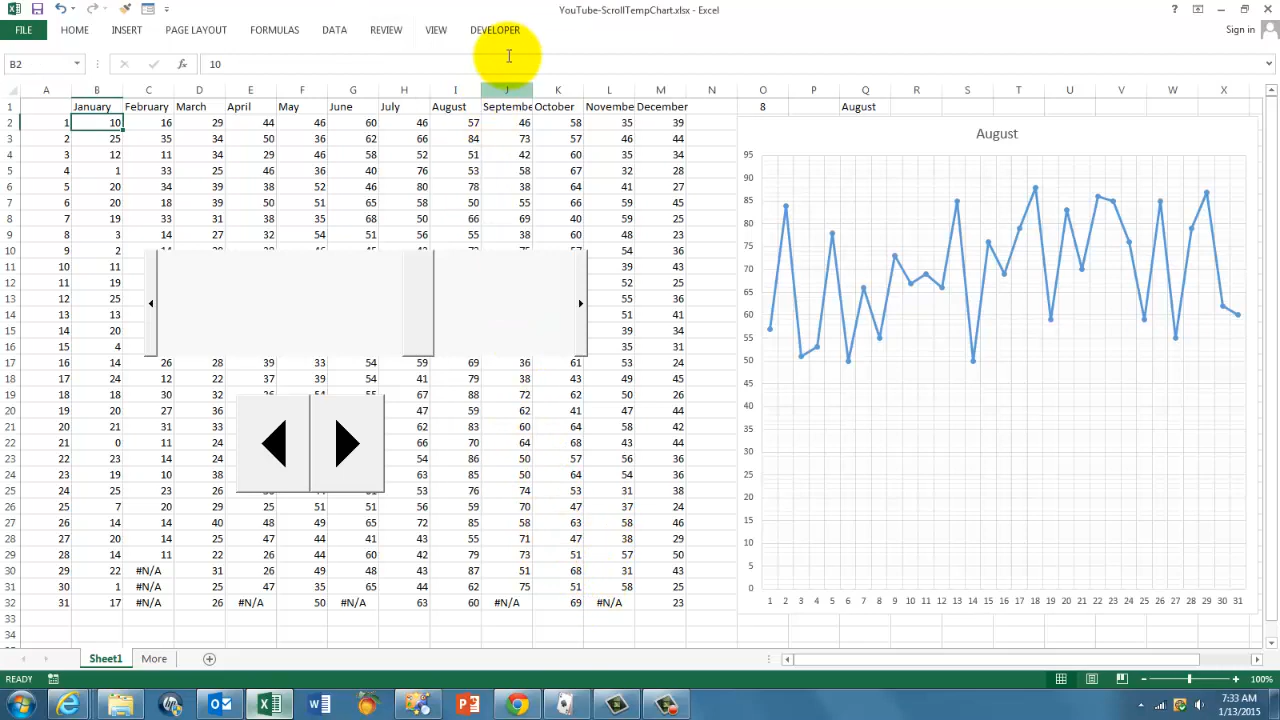 YouTube-ScrollTempChart.xlsx - Excel
FILE HOME INSERT PAGE LAYOUT FORMULAS DATA REVIEW VIEW DEVELOPER Sign in
B2 fx 10
A B C D E F G H I J K L M O P Q R S T U V W X
1 January February March April May June July August Septembe October Novembe December 8 August
2 1 10 16 29 44 46 60 46 57 46 58 35 39
3 2 25 35 34 50 36 62 66 84 73 57 46 44
4 3 12 11 34 29 46 58 52 51 42 60 35 34
5 4 1 33 25 46 36 40 76 53 58 67 32 28
6 5 20 34 39 38 52 46 80 78 38 64 41 27
7 6 20 18 39 50 51 65 58 50 55 66 59 45
8 7 19 33 31 38 35 68 50 66 69 40 59 25
9 8 3 14 27 32 54 51 56 55 38 60 48 23
10 9 2 54 36
11 10 11 39 43
12 11 19 52 25
13 12 25 55 36
14 13 13 51 41
15 14 20 39 34
16 15 4 35 31
17 16 14 26 28 39 33 54 59 69 36 61 53 24
18 17 24 12 22 37 39 54 41 79 38 43 49 45
19 18 18 30 32 67 88 72 62 50 26
20 19 20 27 36 47 59 62 41 47 44
21 20 20 31 33 62 83 60 64 58 42
22 21 0 11 24 66 70 64 68 43 44
23 22 23 14 24 54 86 50 57 56 36
24 23 19 10 38 63 85 50 64 54 36
25 24 25 23 26 53 76 74 53 31 38
26 25 7 20 29 25 51 51 56 59 70 47 37 24
27 26 14 14 40 48 49 65 72 85 58 63 58 46
28 27 20 14 25 47 44 41 43 55 71 47 38 29
29 28 14 11 22 26 44 60 42 79 73 51 57 50
30 29 22 #N/A 31 26 49 48 43 87 51 68 31 43
31 30 1 #N/A 25 47 35 65 44 62 75 51 58 25
32 31 17 #N/A 26 #N/A 50 #N/A 63 60 #N/A 69 #N/A 23
33
34
August
95
90
85
80
75
70
65
60
55
50
45
40
35
30
25
20
15
10
5
0
1 2 3 4 5 6 7 8 9 10 11 12 13 14 15 16 17 18 19 20 21 22 23 24 25 26 27 28 29 30 31
Sheet1 More
READY 100%
7:33 AM
1/13/2015